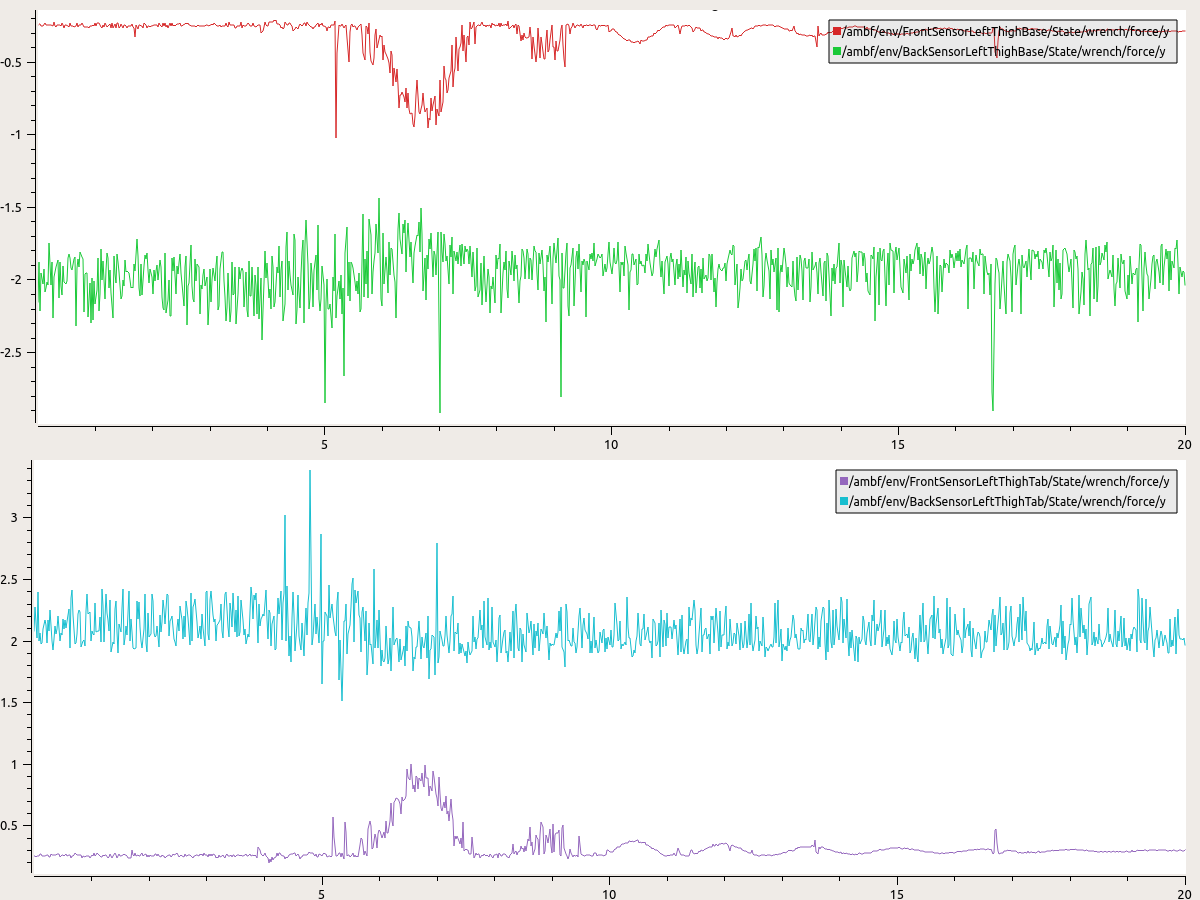 /ambf/env/FrontSensorLeftThighBase/State/wrench/force/y
/ambf/env/BackSensorLeftThighBase/State/wrench/force/y
-0.5
-1
-1.5
-2
-2.5
5 10 15 20
/ambf/env/FrontSensorLeftThighTab/State/wrench/force/y
/ambf/env/BackSensorLeftThighTab/State/wrench/force/y
3
2.5
2
1.5
1
0.5
5 10 15 20